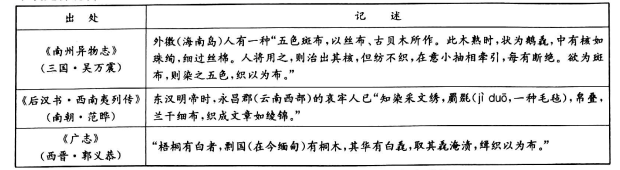 出 处
记 述
《南州异物志》
(三国·吴万震)
外徼(海南岛)人有一种“五色斑布,以丝布、古贝木所作。此木熟时,状为鹅毳,中有核如
珠绚,细过丝棉。人将用之,则治出其核,但纺不织,在意小抽相牵引,每有断绝。欲为斑
布,则染之五色,织以为布。”
《后汉书·西南夷列传》
(南朝·范晔)
东汉明帝时,永昌郡(云南西部)的哀牢人已“知染采文绣,罽毲(jì duō,一种毛毡),帛叠,
兰干细布,织成文章如绫锦。”
《广志》
(西晋·郭义恭)
“梧桐有白者,剽国(在今缅甸)有桐木,其华有白毳,取其毳淹渍,缉织以为布。”